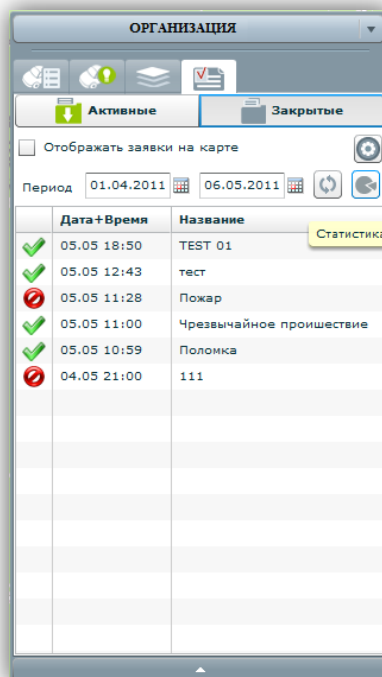 ОРГАНИЗАЦИЯ
Активные Закрытые
Отображать заявки на карте
Период 01.04.2011 06.05.2011
Дата+Время Название
Статистика
05.05 18:50 TEST 01
05.05 12:43 тест
05.05 11:28 Пожар
05.05 11:00 Чрезвычайное проишествие
05.05 10:59 Поломка
04.05 21:00 111